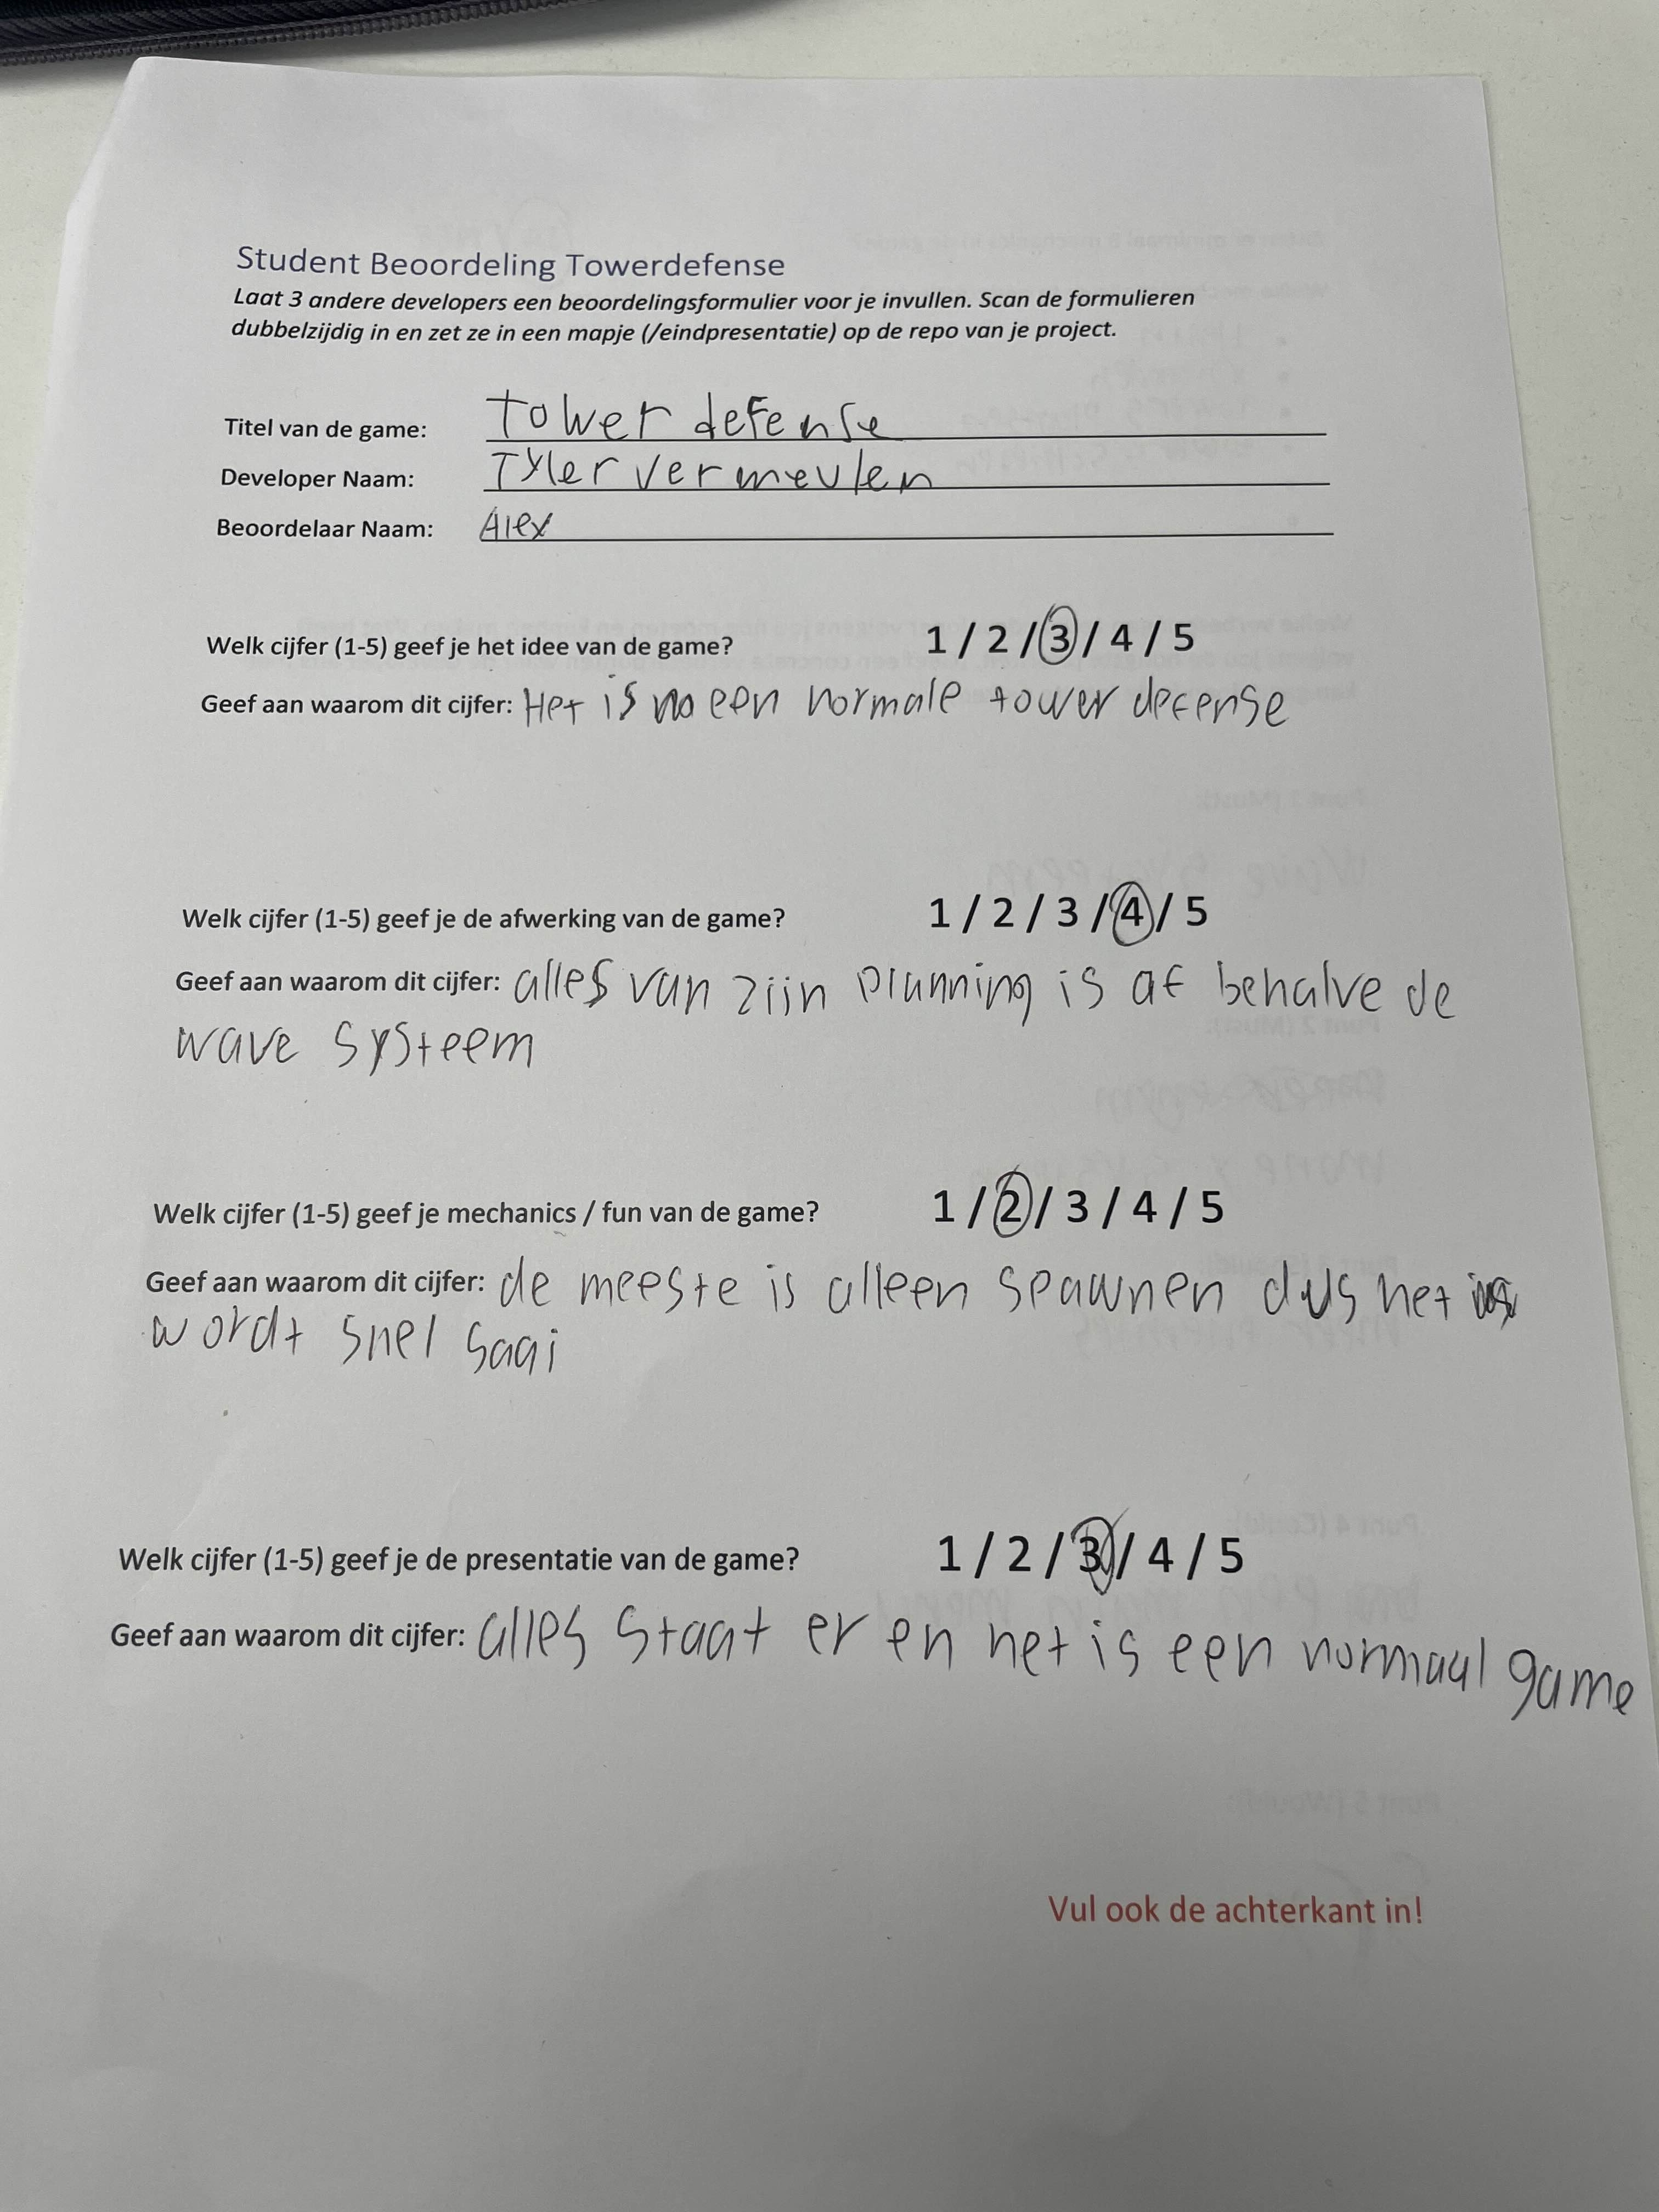 Student Beoordeling Towerdefense
Laat 3 andere developers een beoordelingsformulier voor je invullen. Scan de formulieren
dubbelzijdig in en zet ze in een mapje (/eindpresentatie) op de repo van je project.
Titel van de game: Tower defense
Developer Naam: Tyler vermeulen
Beoordelaar Naam: Alex
Welk cijfer (1-5) geef je het idee van de game? 1 / 2 / 3 / 4 / 5
Geef aan waarom dit cijfer: Het is een normale tower defense
Welk cijfer (1-5) geef je de afwerking van de game? 1 / 2 / 3 / 4 / 5
Geef aan waarom dit cijfer: alles van zijn planning is af behalve de
wave systeem
Welk cijfer (1-5) geef je mechanics / fun van de game? 1 / 2 / 3 / 4 / 5
Geef aan waarom dit cijfer: de meeste is alleen spawnen dus het
wordt snel saai
Welk cijfer (1-5) geef je de presentatie van de game? 1 / 2 / 3 / 4 / 5
Geef aan waarom dit cijfer: alles staat er en het is een normaal game
Vul ook de achterkant in!